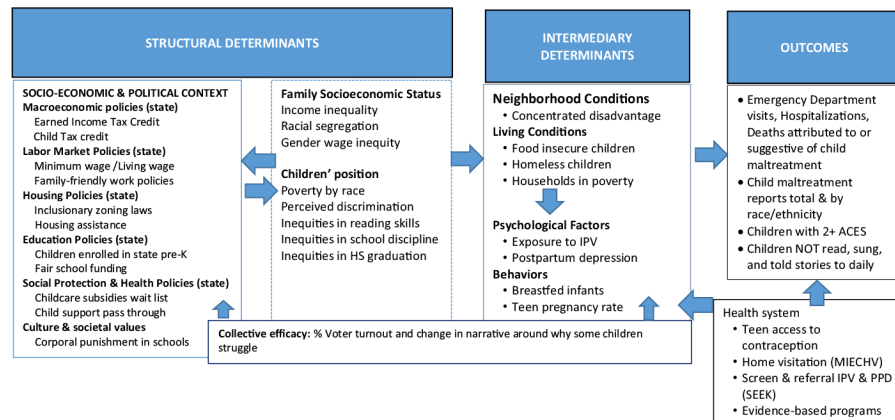 STRUCTURAL DETERMINANTS
SOCIO-ECONOMIC & POLITICAL CONTEXT
Macroeconomic policies (state)
Earned Income Tax Credit
Child Tax credit
Labor Market Policies (state)
Minimum wage /Living wage
Family-friendly work policies
Housing Policies (state)
Inclusionary zoning laws
Housing assistance
Education Policies (state)
Children enrolled in state pre-K
Fair school funding
Social Protection & Health Policies (state)
Childcare subsidies wait list
Child support pass through
Culture & societal values
Corporal punishment in schools
Family Socioeconomic Status
Income inequality
Racial segregation
Gender wage inequity
Children' position
Poverty by race
Perceived discrimination
Inequities in reading skills
Inequities in school discipline
Inequities in HS graduation
Collective efficacy: % Voter turnout and change in narrative around why some children
struggle
INTERMEDIARY
DETERMINANTS
Neighborhood Conditions
• Concentrated disadvantage
Living Conditions
• Food insecure children
• Homeless children
• Households in poverty
Psychological Factors
• Exposure to IPV
• Postpartum depression
Behaviors
• Breastfed infants
• Teen pregnancy rate
OUTCOMES
• Emergency Department
visits, Hospitalizations,
Deaths attributed to or
suggestive of child
maltreatment
• Child maltreatment
reports total & by
race/ethnicity
• Children with 2+ ACES
• Children NOT read, sung,
and told stories to daily
Health system
• Teen access to
contraception
• Home visitation (MIECHV)
• Screen & referral IPV & PPD
(SEEK)
• Evidence-based programs